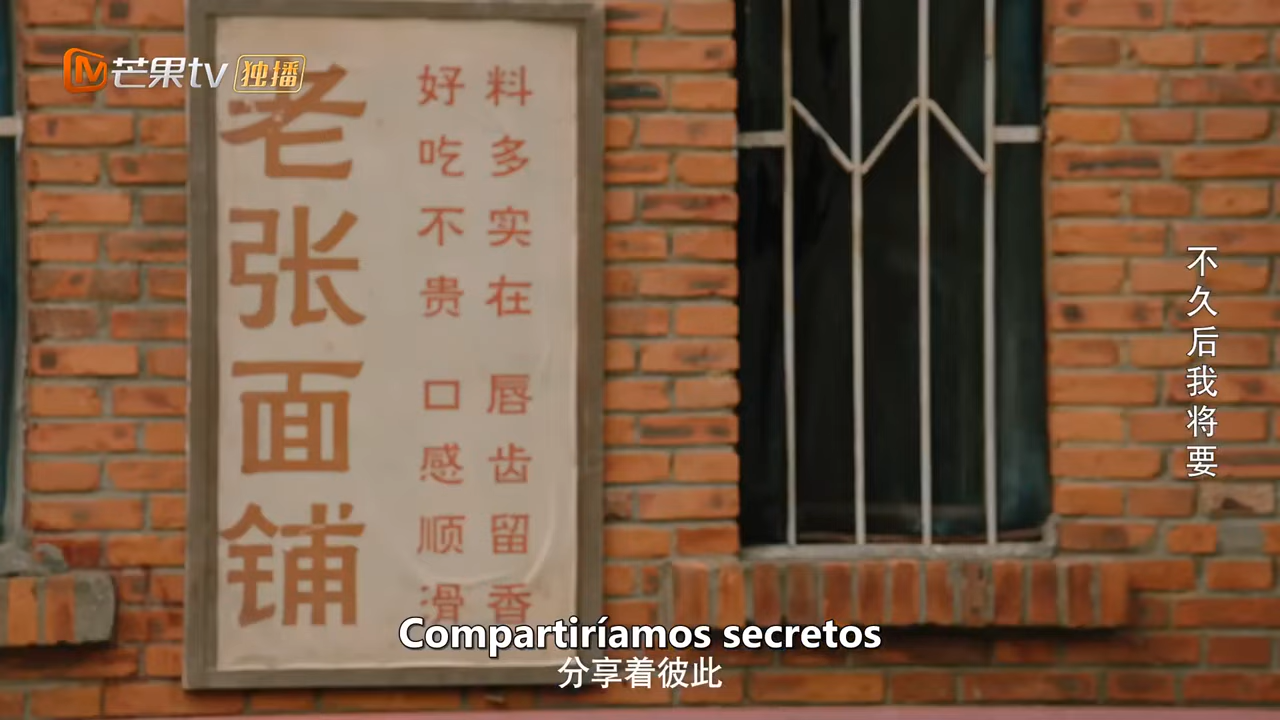 芒果tv 独播
老张面铺
好吃不贵 口感顺滑
料多实在 唇齿留香
不久后我将要
Compartiríamos secretos
分享着彼此